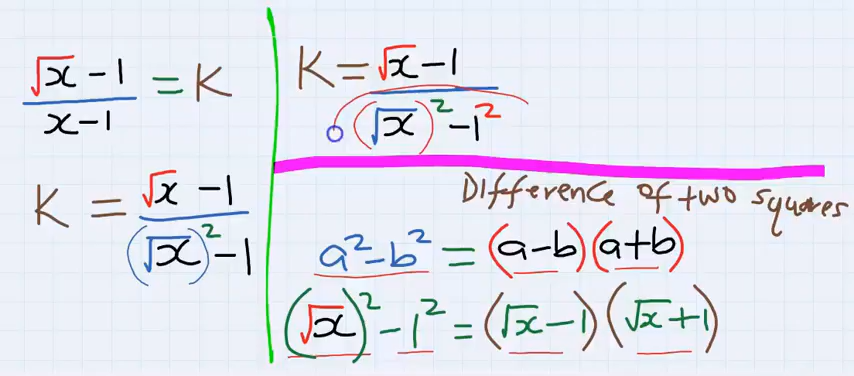 (√x - 1)/(x - 1) = K
K = (√x - 1)/((√x)² - 1)
K = (√x - 1)/((√x)² - 1²)
Difference of two squares
a² - b² = (a - b)(a + b)
(√x)² - 1² = (√x - 1)(√x + 1)